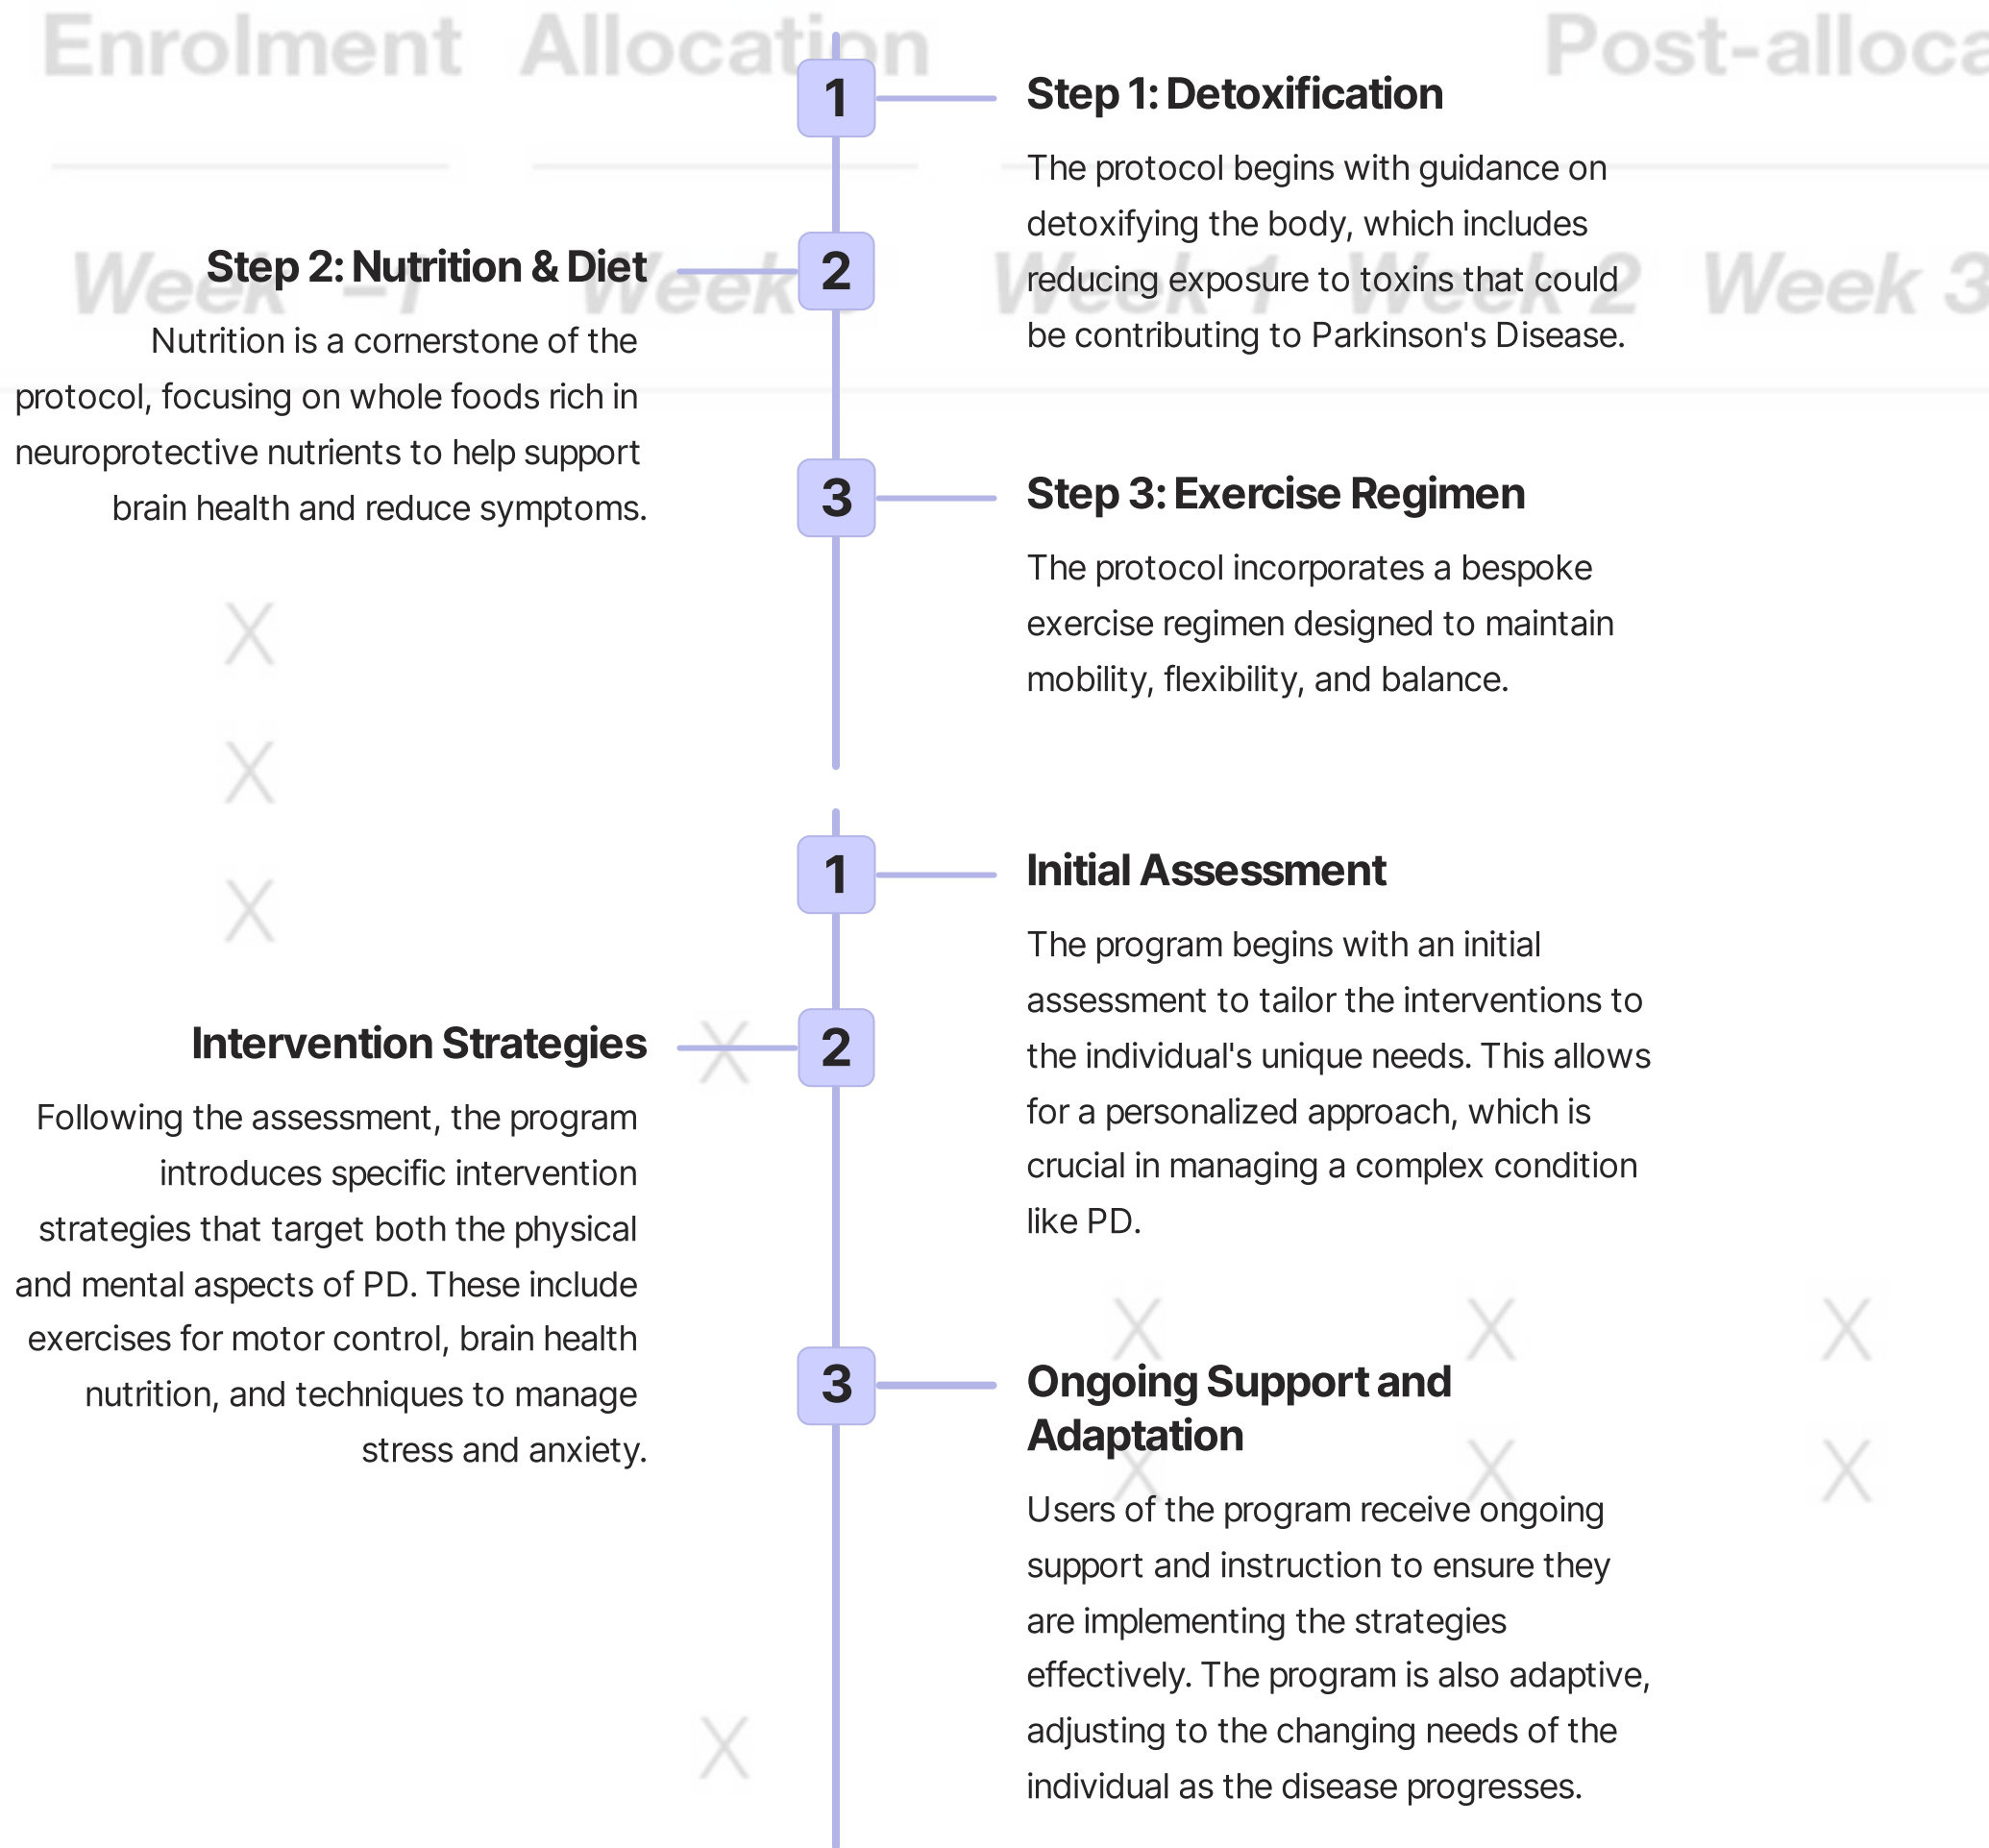 Enrolment Allocation Post-alloca
1
Step 1: Detoxification
The protocol begins with guidance on
detoxifying the body, which includes
reducing exposure to toxins that could
be contributing to Parkinson's Disease.
Week -1 Week Week 1 Week 2 Week 3
2
Step 2: Nutrition & Diet
Nutrition is a cornerstone of the
protocol, focusing on whole foods rich in
neuroprotective nutrients to help support
brain health and reduce symptoms.
3
Step 3: Exercise Regimen
The protocol incorporates a bespoke
exercise regimen designed to maintain
mobility, flexibility, and balance.
X
X
X
1
Initial Assessment
The program begins with an initial
assessment to tailor the interventions to
the individual's unique needs. This allows
for a personalized approach, which is
crucial in managing a complex condition
like PD.
X
2
Intervention Strategies
Following the assessment, the program
introduces specific intervention
strategies that target both the physical
and mental aspects of PD. These include
exercises for motor control, brain health
nutrition, and techniques to manage
stress and anxiety.
X X X
3
Ongoing Support and
Adaptation
X X X
Users of the program receive ongoing
support and instruction to ensure they
are implementing the strategies
effectively. The program is also adaptive,
adjusting to the changing needs of the
individual as the disease progresses.
X